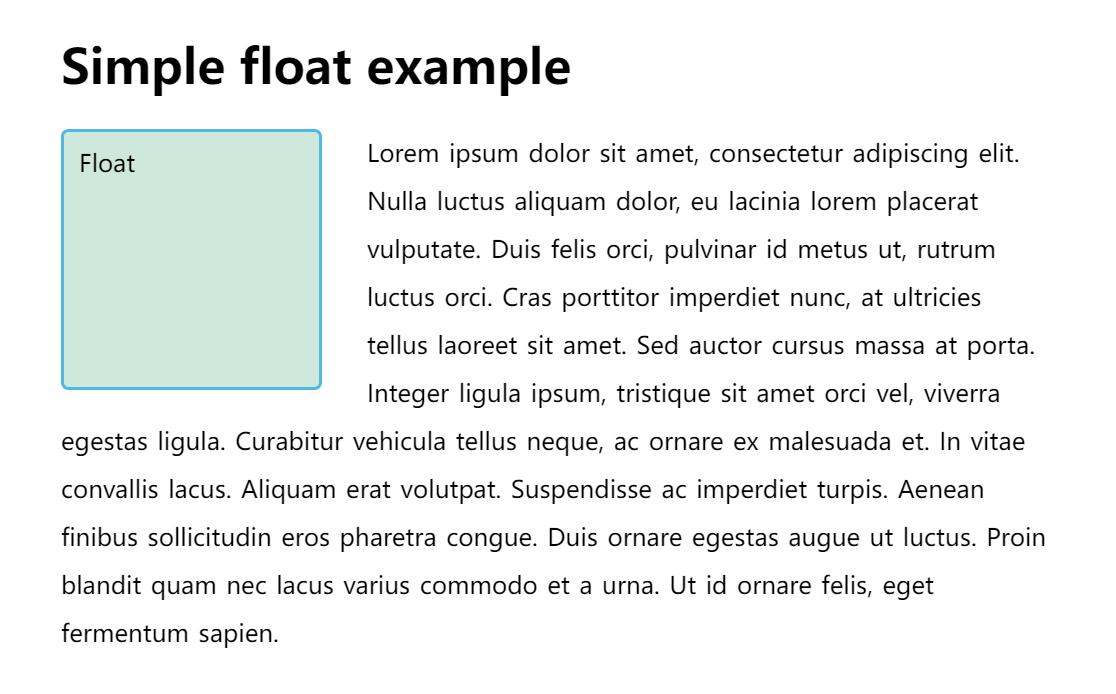 Simple float example
Float
Lorem ipsum dolor sit amet, consectetur adipiscing elit.
Nulla luctus aliquam dolor, eu lacinia lorem placerat
vulputate. Duis felis orci, pulvinar id metus ut, rutrum
luctus orci. Cras porttitor imperdiet nunc, at ultricies
tellus laoreet sit amet. Sed auctor cursus massa at porta.
Integer ligula ipsum, tristique sit amet orci vel, viverra
egestas ligula. Curabitur vehicula tellus neque, ac ornare ex malesuada et. In vitae
convallis lacus. Aliquam erat volutpat. Suspendisse ac imperdiet turpis. Aenean
finibus sollicitudin eros pharetra congue. Duis ornare egestas augue ut luctus. Proin
blandit quam nec lacus varius commodo et a urna. Ut id ornare felis, eget
fermentum sapien.